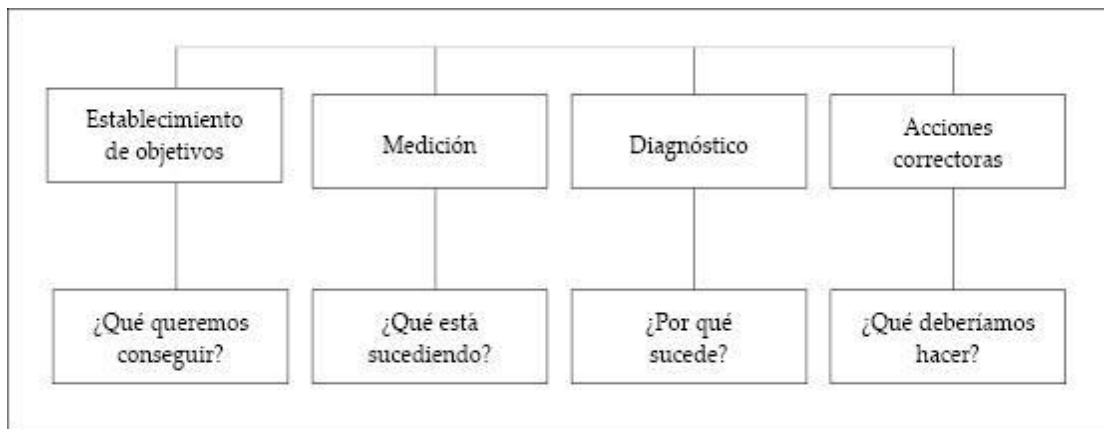 Establecimiento
de objetivos
Medición
Diagnóstico
Acciones
correctoras
¿Qué queremos
conseguir?
¿Qué está
sucediendo?
¿Por qué
sucede?
¿Qué deberíamos
hacer?